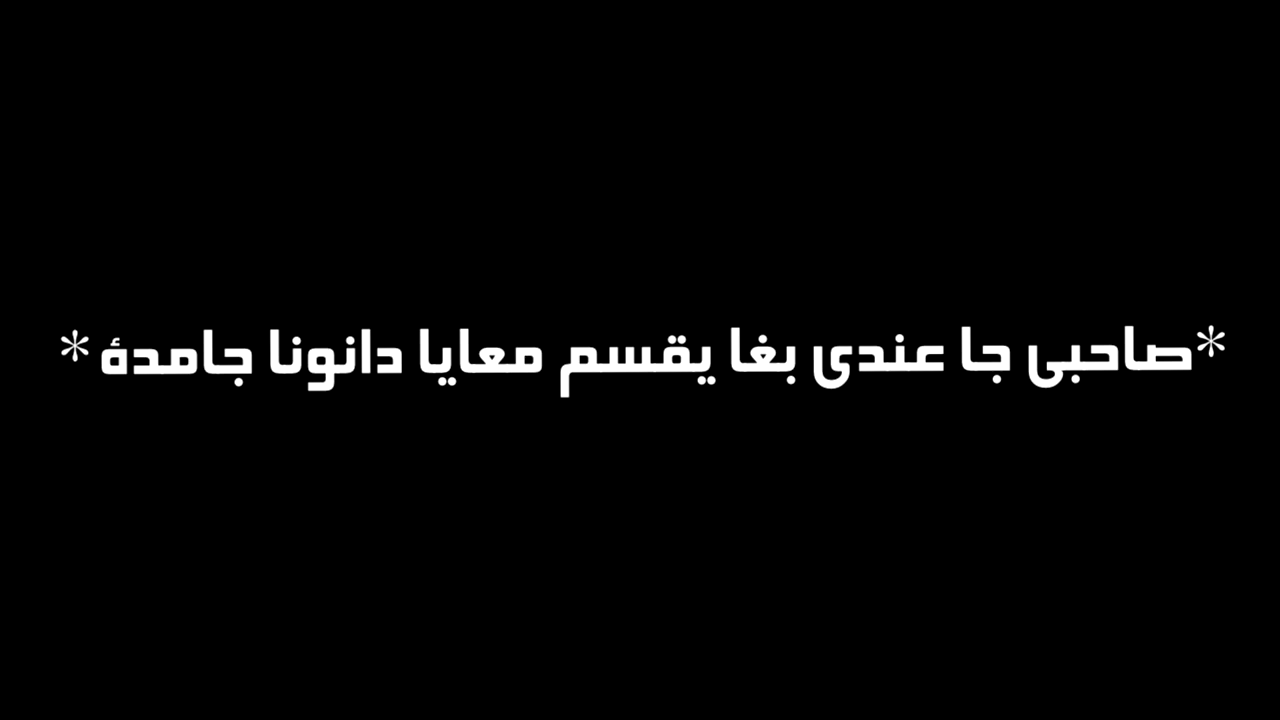 *صاحبي جا عندي بغا يقسم معايا دانونا جامدة *